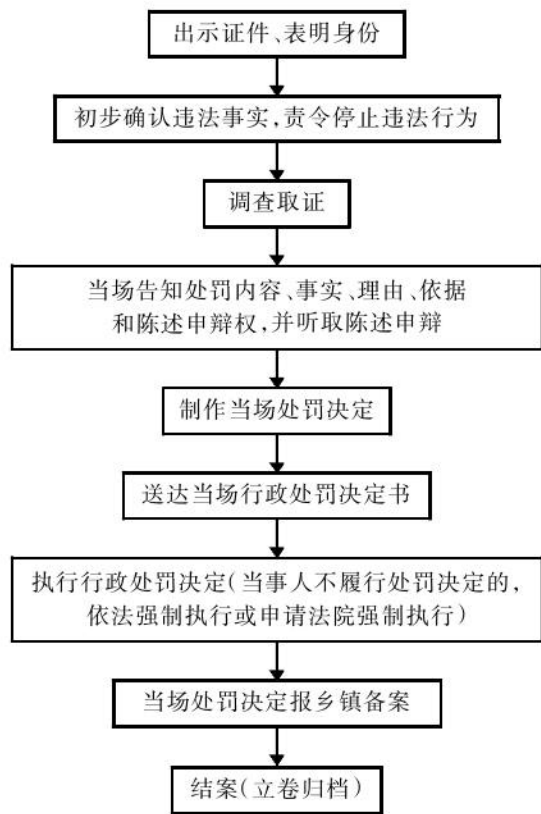 出示证件、表明身份
初步确认违法事实,责令停止违法行为
调查取证
当场告知处罚内容、事实、理由、依据
和陈述申辩权,并听取陈述申辩
制作当场处罚决定
送达当场行政处罚决定书
执行行政处罚决定(当事人不履行处罚决定的,
依法强制执行或申请法院强制执行)
当场处罚决定报乡镇备案
结案(立卷归档)